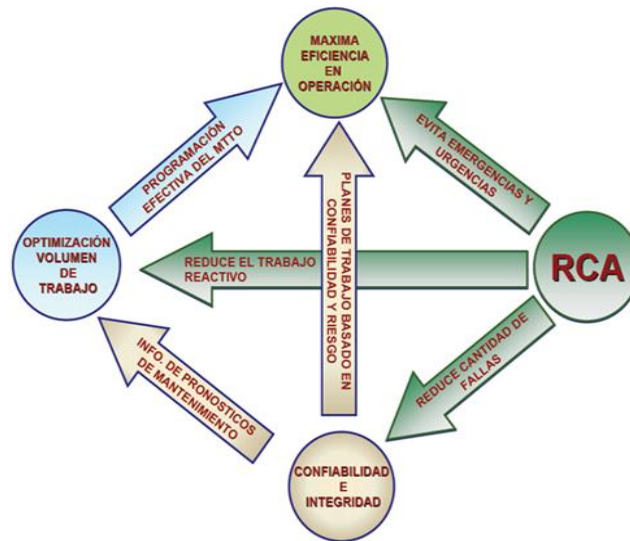 MAXIMA
EFICIENCIA
EN
OPERACIÓN
PROGRAMACIÓN
EFECTIVA DEL MTTO
EVITA EMERGENCIAS Y
URGENCIAS
PLANES DE TRABAJO BASADO EN
CONFIABILIDAD Y RIESGO
OPTIMIZACIÓN
VOLUMEN
DE
TRABAJO
REDUCE EL TRABAJO
REACTIVO
RCA
INFO. DE PRONOSTICOS
DE MANTENIMIENTO
REDUCE CANTIDAD DE
FALLAS
CONFIABILIDAD
E
INTEGRIDAD